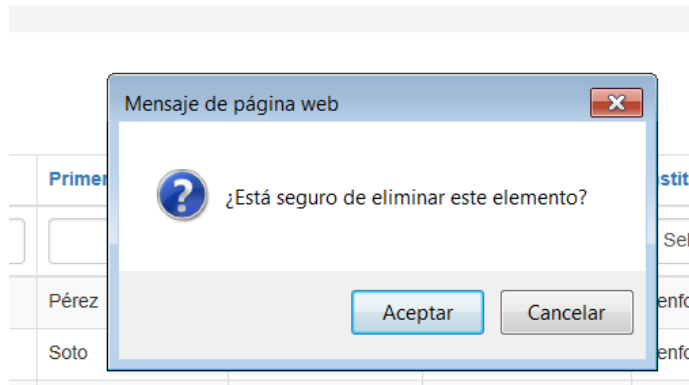 Mensaje de página web
¿Está seguro de eliminar este elemento?
Aceptar Cancelar
Pérez
Soto